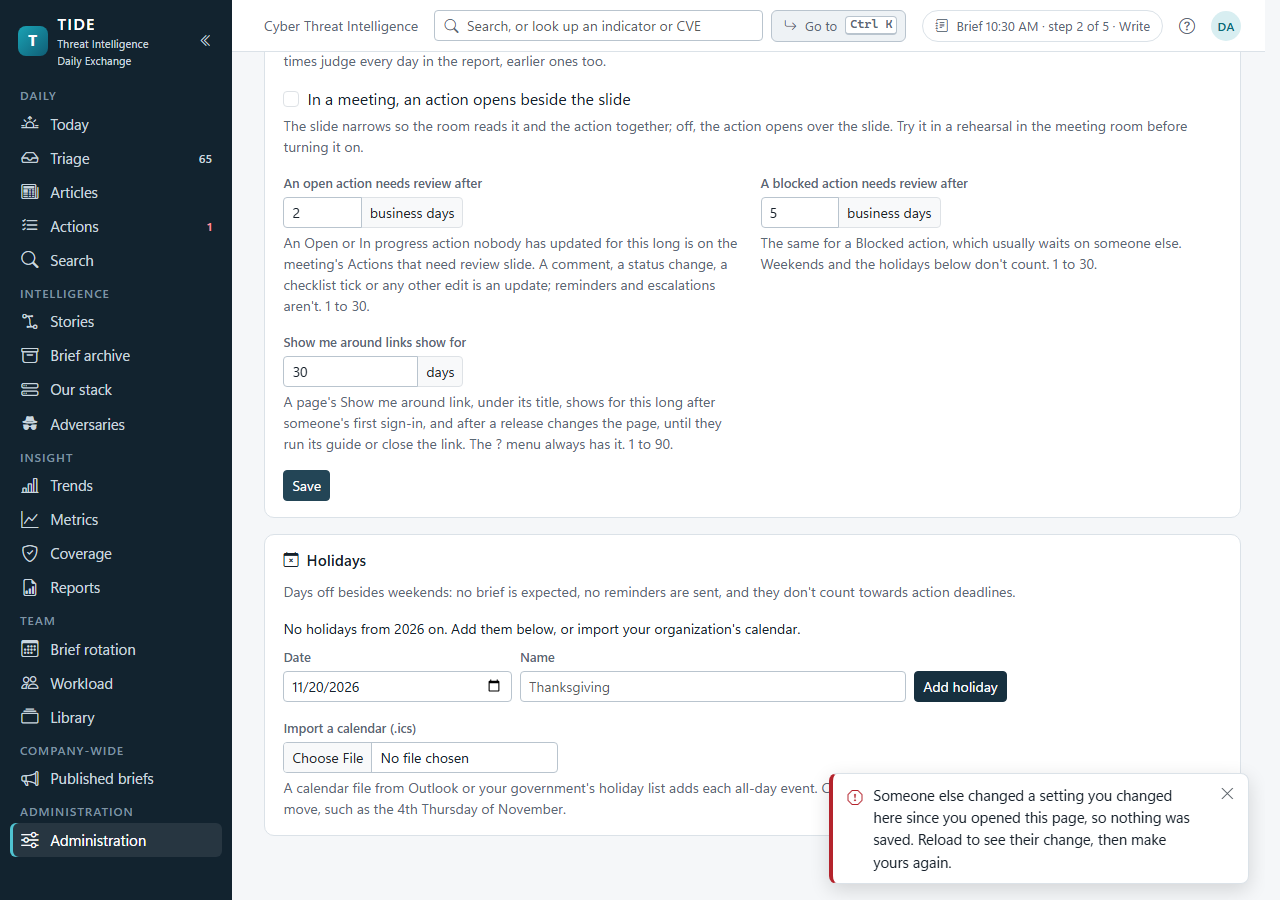 TIDE
Threat Intelligence
Daily Exchange
DAILY
Today
Triage 65
Articles
Actions 1
Search
INTELLIGENCE
Stories
Brief archive
Our stack
Adversaries
INSIGHT
Trends
Metrics
Coverage
Reports
TEAM
Brief rotation
Workload
Library
COMPANY-WIDE
Published briefs
ADMINISTRATION
Administration
Cyber Threat Intelligence
Search, or look up an indicator or CVE
Go to Ctrl K
Brief 10:30 AM · step 2 of 5 · Write
DA
times judge every day in the report, earlier ones too.
In a meeting, an action opens beside the slide
The slide narrows so the room reads it and the action together; off, the action opens over the slide. Try it in a rehearsal in the meeting room before
turning it on.
An open action needs review after
2 business days
An Open or In progress action nobody has updated for this long is on the
meeting's Actions that need review slide. A comment, a status change, a
checklist tick or any other edit is an update; reminders and escalations
aren't. 1 to 30.
A blocked action needs review after
5 business days
The same for a Blocked action, which usually waits on someone else.
Weekends and the holidays below don't count. 1 to 30.
Show me around links show for
30 days
A page's Show me around link, under its title, shows for this long after
someone's first sign-in, and after a release changes the page, until they
run its guide or close the link. The ? menu always has it. 1 to 90.
Save
Holidays
Days off besides weekends: no brief is expected, no reminders are sent, and they don't count towards action deadlines.
No holidays from 2026 on. Add them below, or import your organization's calendar.
Date
11/20/2026
Name
Thanksgiving
Add holiday
Import a calendar (.ics)
Choose File No file chosen
A calendar file from Outlook or your government's holiday list adds each all-day event.
move, such as the 4th Thursday of November.
Someone else changed a setting you changed
here since you opened this page, so nothing was
saved. Reload to see their change, then make
yours again.